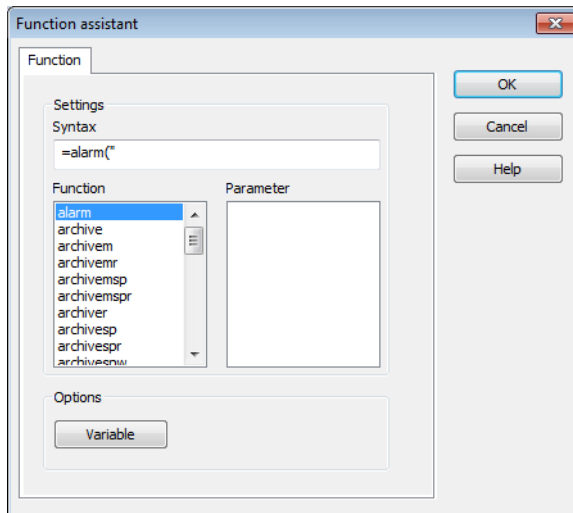 Function assistant
Function
Settings
Syntax
=alarm("
Function
Parameter
alarm
archive
archivem
archivemr
archivemsp
archivemspr
archiver
archivesp
archivespr
archivespw
Options
Variable
OK
Cancel
Help